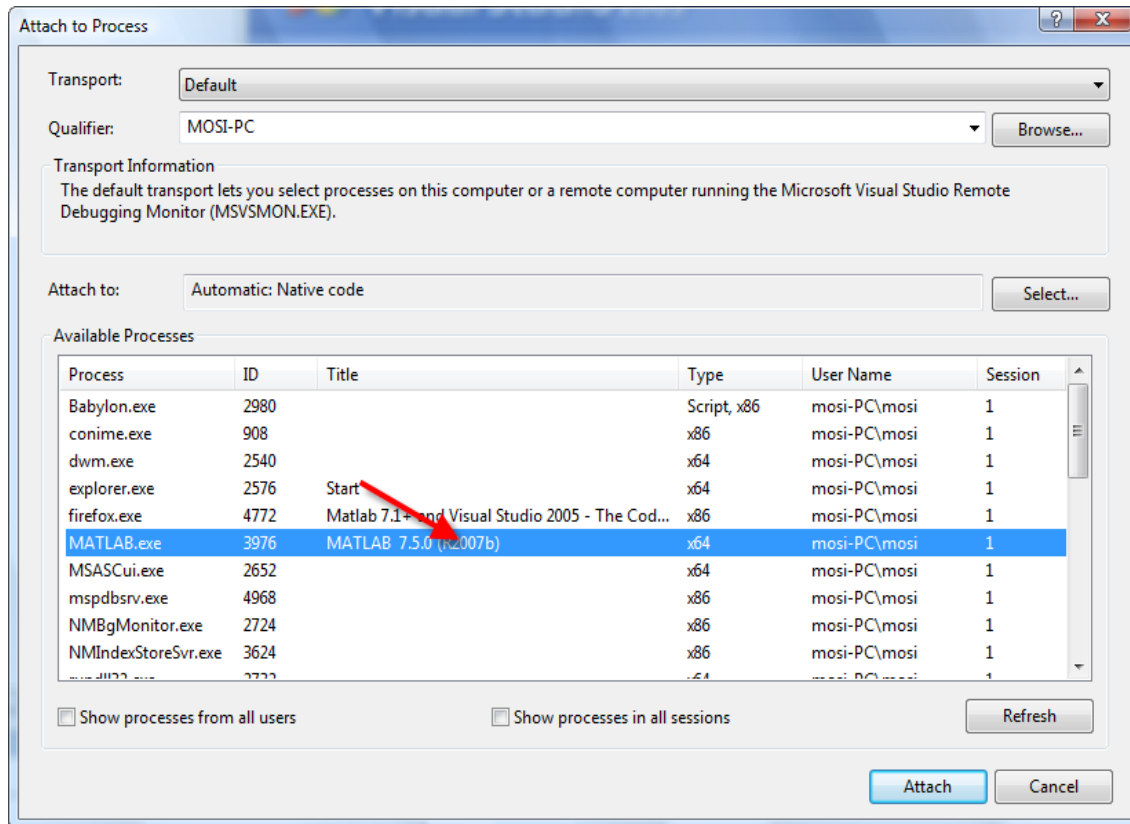 Attach to Process
Transport:
Default
Qualifier:
MOSI-PC
Browse...
Transport Information
The default transport lets you select processes on this computer or a remote computer running the Microsoft Visual Studio Remote
Debugging Monitor (MSVSMON.EXE).
Attach to:
Automatic: Native code
Select...
Available Processes
Process ID Title Type User Name Session
Babylon.exe 2980 Script, x86 mosi-PC\mosi 1
conime.exe 908 x86 mosi-PC\mosi 1
dwm.exe 2540 x64 mosi-PC\mosi 1
explorer.exe 2576 Start x64 mosi-PC\mosi 1
firefox.exe 4772 Matlab 7.1+ and Visual Studio 2005 - The Cod... x86 mosi-PC\mosi 1
MATLAB.exe 3976 MATLAB 7.5.0 (R2007b) x64 mosi-PC\mosi 1
MSASCui.exe 2652 x64 mosi-PC\mosi 1
mspdbsrv.exe 4968 x86 mosi-PC\mosi 1
NMBgMonitor.exe 2724 x86 mosi-PC\mosi 1
NMIndexStoreSvr.exe 3624 x86 mosi-PC\mosi 1
Show processes from all users
Show processes in all sessions
Refresh
Attach
Cancel